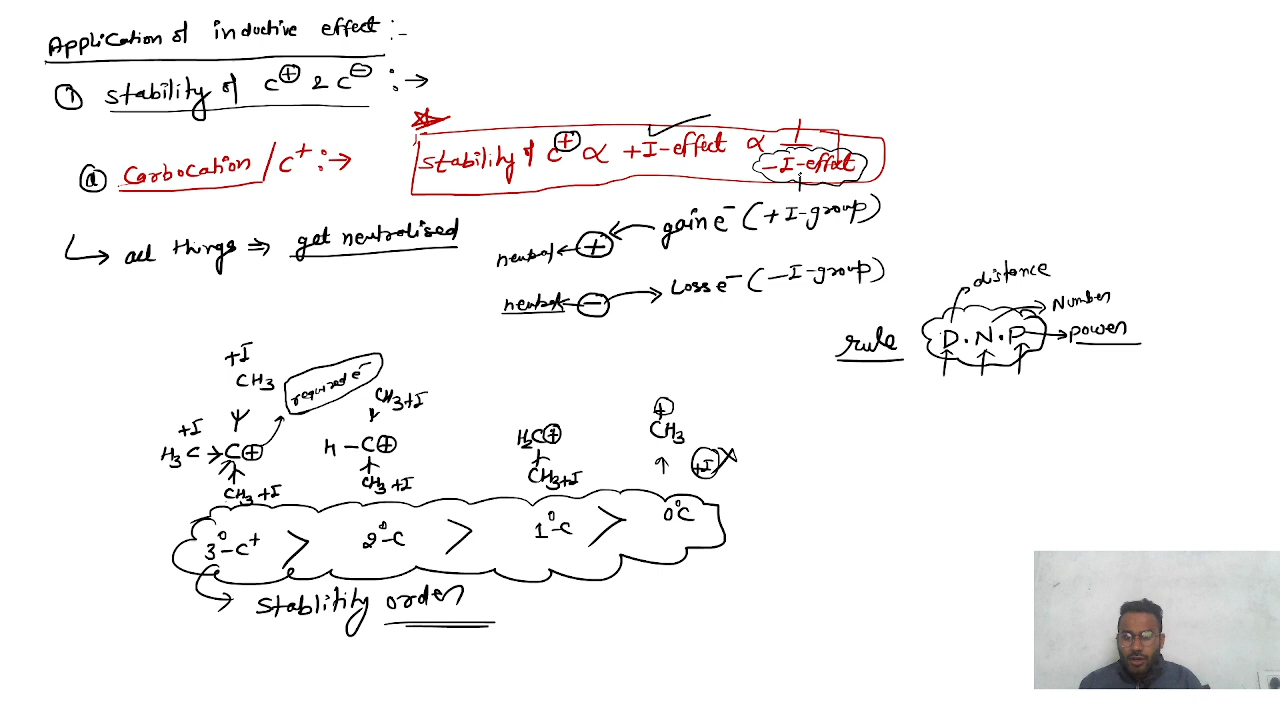 Application of inductive effect :-
① Stability of C⊕ & C⊖ :→
ⓐ Carbocation / C⁺ :→
Stability of C⊕ ∝ +I-effect ∝ 1/-I-effect
↳ all things ⇒ get neutralised
neutral ← ⊕ ← gain e⁻ (+I-group)
neutral ← ⊖ → Loss e⁻ (-I-group)
distance
Number
rule D.N.P → power
+I
CH3
required e⁻
CH3+I
+I
H3C → C⊕
H-C⊕
H2C⊕
⊕
CH3
+I
CH3+I
CH3+I
CH3+I
3°-C⁺ > 2°-C > 1°-C > 0°C
Stablitity order